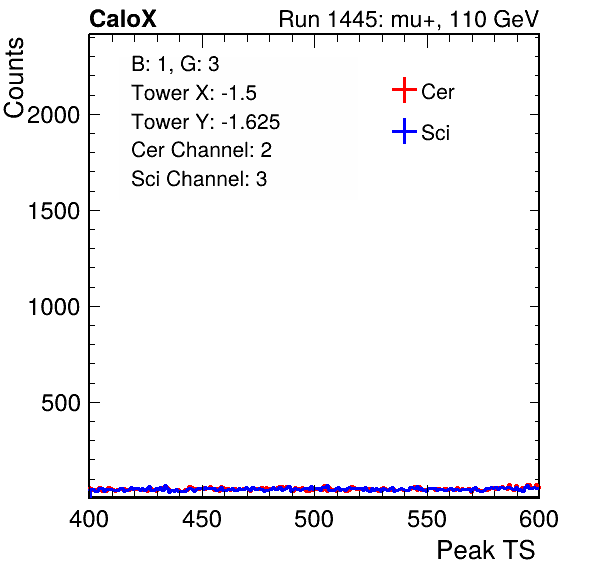 CaloX Run 1445: mu+, 110 GeV
Counts
B: 1, G: 3
Tower X: -1.5
Tower Y: -1.625
Cer Channel: 2
Sci Channel: 3
Cer
Sci
2000
1500
1000
500
400 450 500 550 600
Peak TS